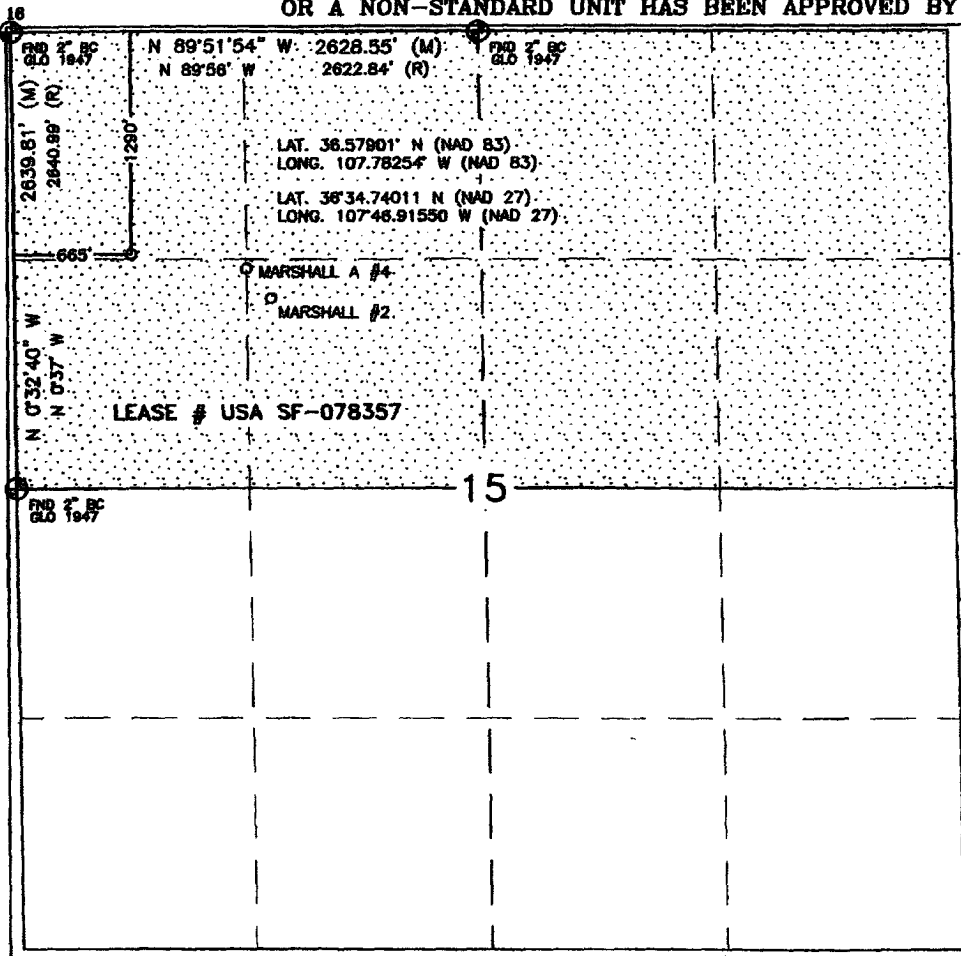 OR A NON-STANDARD UNIT HAS BEEN APPROVED BY
16
FND 2" BC
GLO 1947
N 89°51'54" W 2628.55' (M)
N 89°56' W 2622.84' (R)
FND 2" BC
GLO 1947
2639.81' (M)
2640.99' (R)
1290'
LAT. 36.57901° N (NAD 83)
LONG. 107.78254° W (NAD 83)
LAT. 36°34.74011 N (NAD 27)
LONG. 107°46.91550 W (NAD 27)
665'
MARSHALL A #4
MARSHALL #2
N 0°32'40" W
N 0°37' W
LEASE # USA SF-078357
15
FND 2" BC
GLO 1947